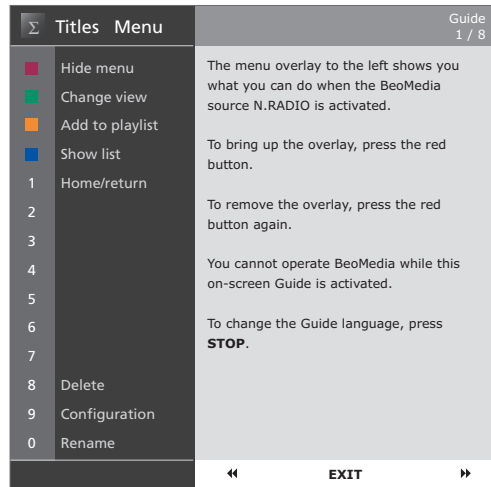 Σ Titles Menu
Hide menu
Change view
Add to playlist
Show list
1 Home/return
2
3
4
5
6
7
8 Delete
9 Configuration
0 Rename
Guide
1 / 8
The menu overlay to the left shows you
what you can do when the BeoMedia
source N.RADIO is activated.
To bring up the overlay, press the red
button.
To remove the overlay, press the red
button again.
You cannot operate BeoMedia while this
on-screen Guide is activated.
To change the Guide language, press
STOP.
EXIT